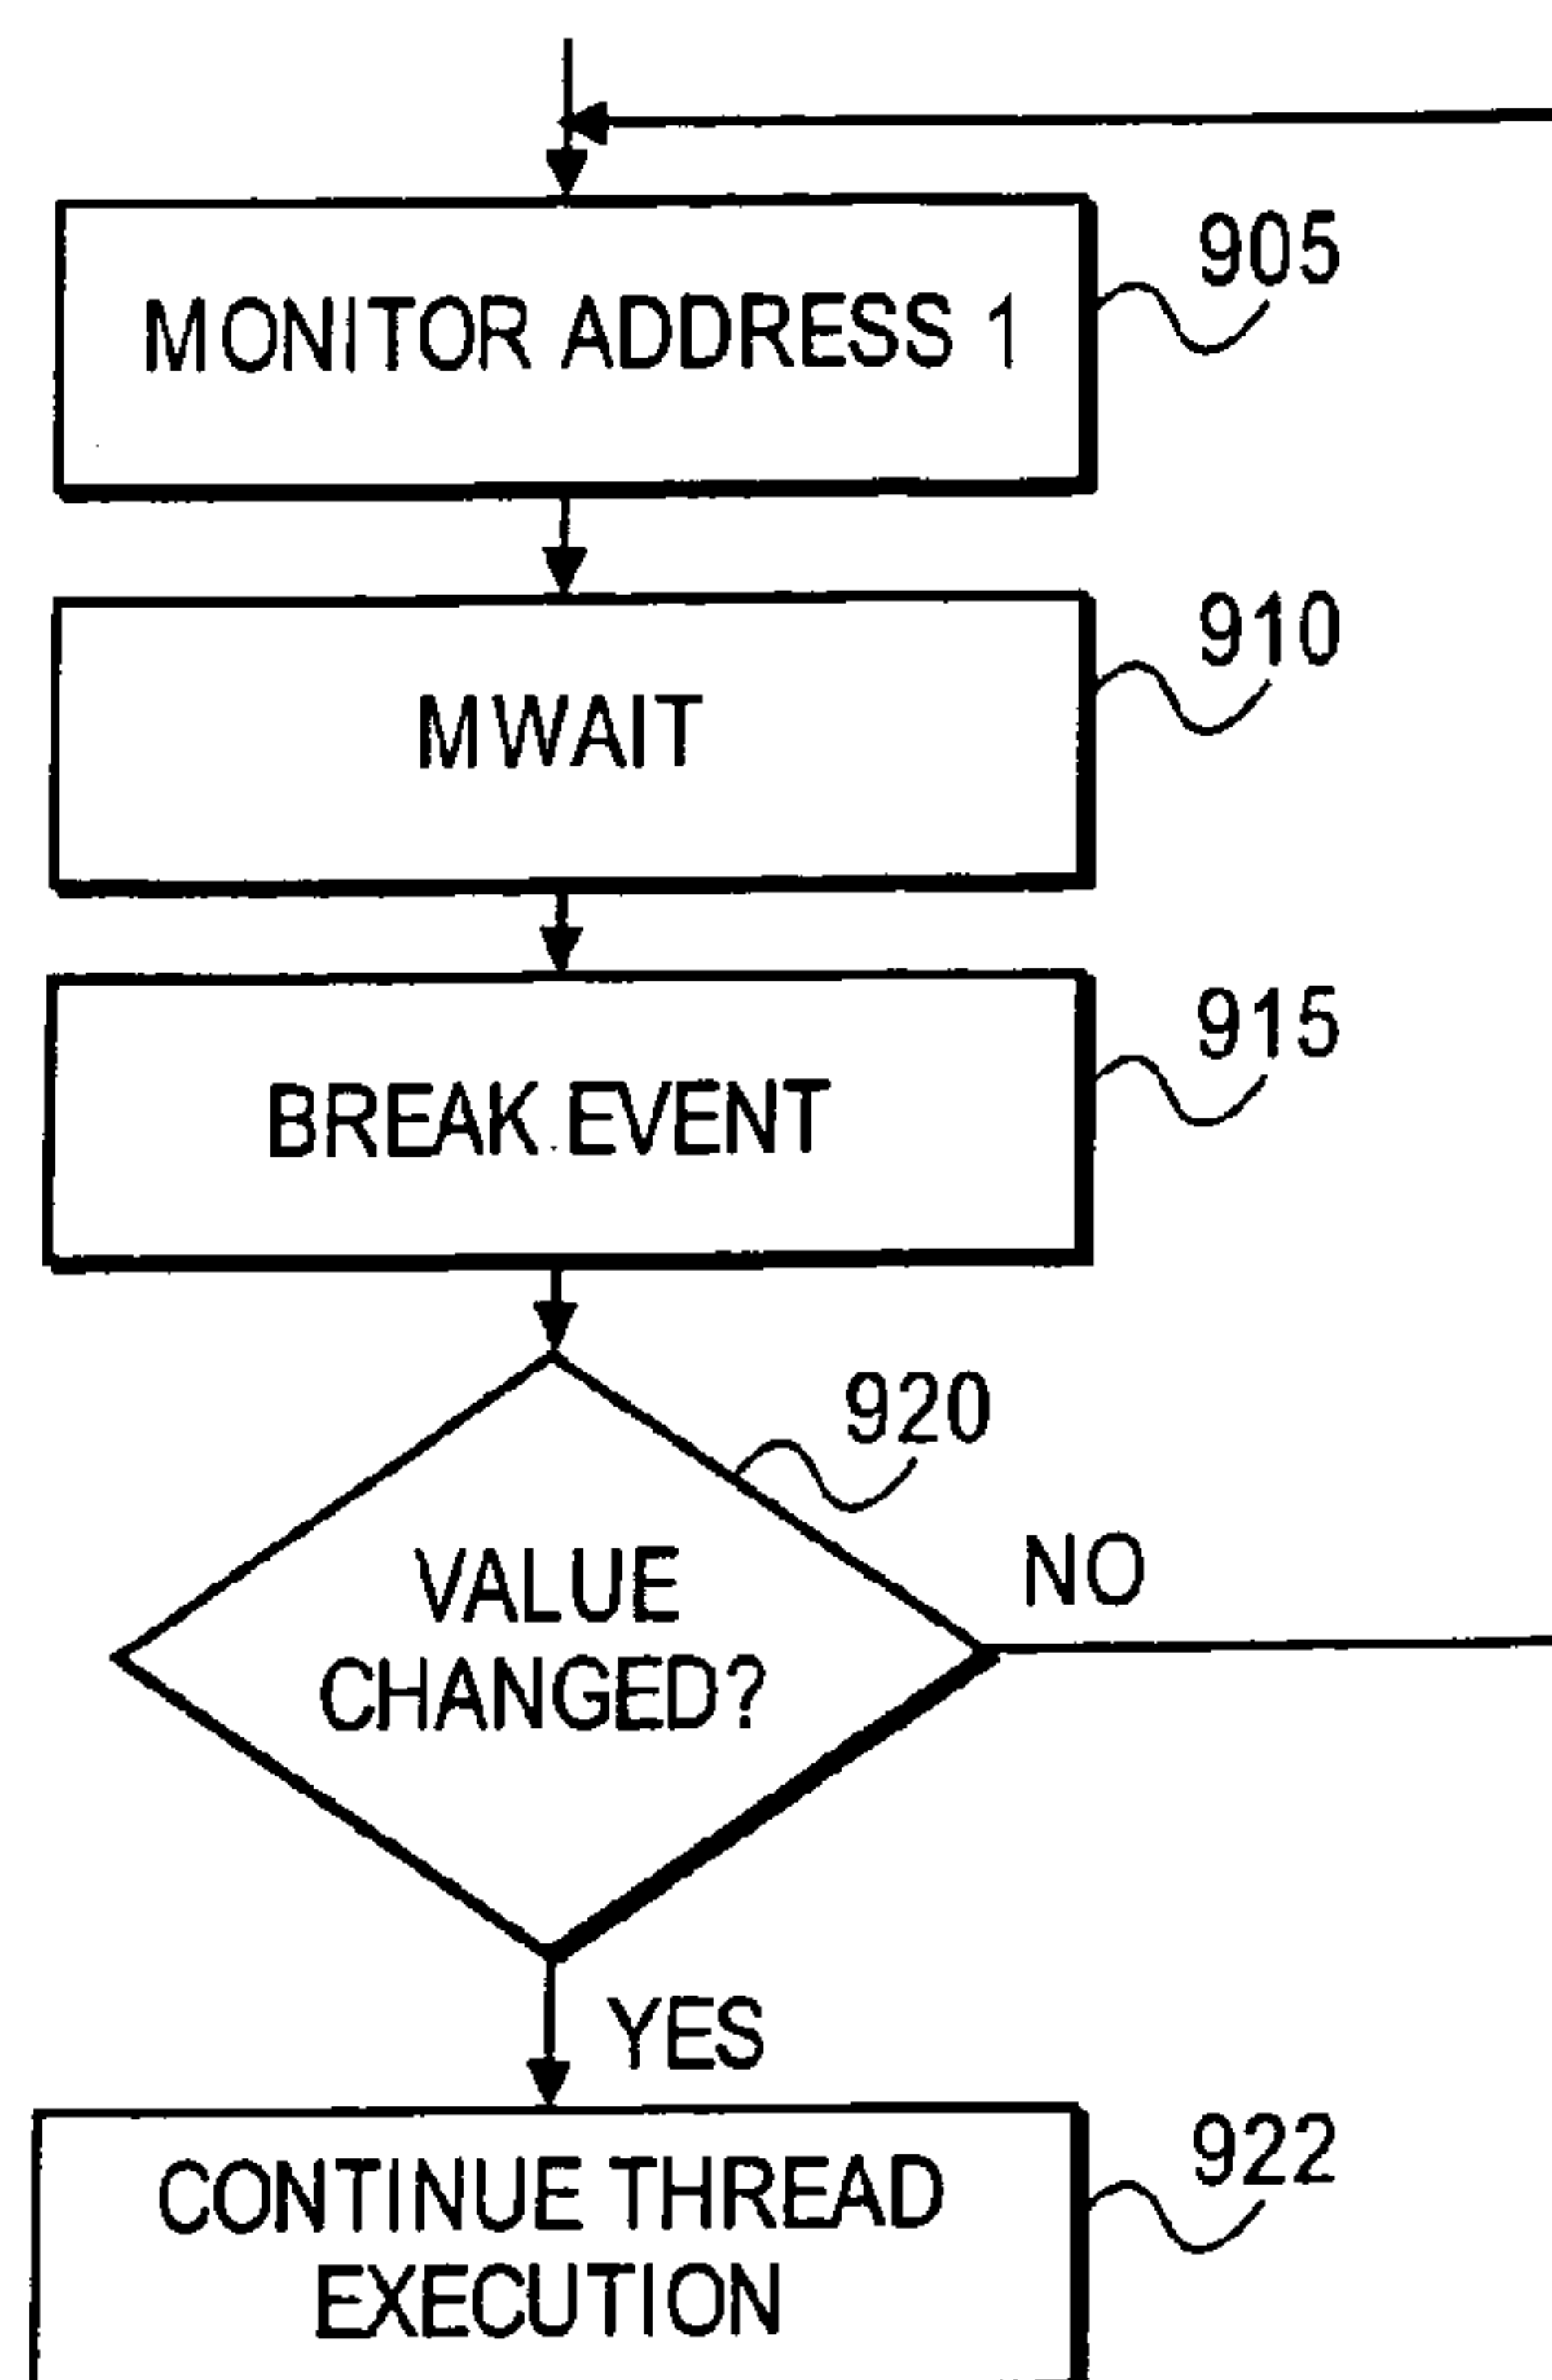 905
MONITOR ADDRESS 1
910
MWAIT
915
BREAK EVENT
920
VALUE
CHANGED?
NO
YES
922
CONTINUE THREAD
EXECUTION